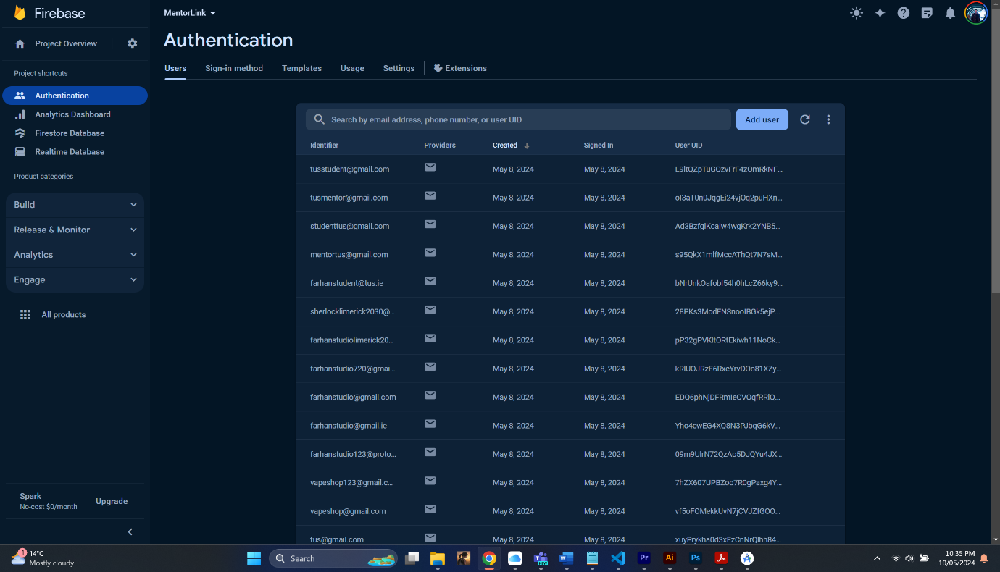 Firebase
MentorLink
Project Overview
Authentication
Users Sign-in method Templates Usage Settings Extensions
Project shortcuts
Authentication
Analytics Dashboard
Firestore Database
Realtime Database
Product categories
Build
Release & Monitor
Analytics
Engage
All products
Spark
No-cost $0/month
Upgrade
Search by email address, phone number, or user UID
Add user
Identifier Providers Created Signed In User UID
tusstudent@gmail.com May 8, 2024 May 8, 2024 L9ltQZpTuGOzvFrF4zOmRkNF...
tusmentor@gmail.com May 8, 2024 May 8, 2024 oI3aT0n0JqgEi24vjOq2puHXn...
studenttus@gmail.com May 8, 2024 May 8, 2024 Ad3BzfgiKcalw4wgKrk2YNB5...
mentortus@gmail.com May 8, 2024 May 8, 2024 s95QkX1mlfMccAThQt7N7sM...
farhanstudent@tus.ie May 8, 2024 May 8, 2024 bNrUnkOafobI54h0hLcZ66ky9...
sherlocklimerick2030@... May 8, 2024 May 8, 2024 28PKs3ModENSnooIBGk5ejP...
farhanstudiolimerick20... May 8, 2024 May 8, 2024 pP32gPVKltORtEkiwh11NoCk...
farhanstudio720@gmai... May 8, 2024 May 8, 2024 kRlUOJRzE6RxeYrvDOo81XZy...
farhanstudio@gmail.com May 8, 2024 May 8, 2024 EDQ6phNjDFRmIeCVOqfRRiQ...
farhanstudio@gmail.ie May 8, 2024 May 8, 2024 Yho4cwEG4XQ8N3PJbqG6kV...
farhanstudio123@proto... May 8, 2024 May 8, 2024 09m9UlrN72QzAo5DJQYu4JX...
vapeshop123@gmail.c... May 8, 2024 May 8, 2024 7hZX607UPBZoo7R0gPaxg4Y...
vapeshop@gmail.com May 8, 2024 May 8, 2024 vf5oFOMekkUvN7jCVJZfGOO...
tus@gmail.com May 8, 2024 May 8, 2024 xuyPrykha0d3xEzCnNrQlhh84...
1
14°C
Mostly cloudy
Search
NEW
Pr
Ai
Ps
10:35 PM
10/05/2024